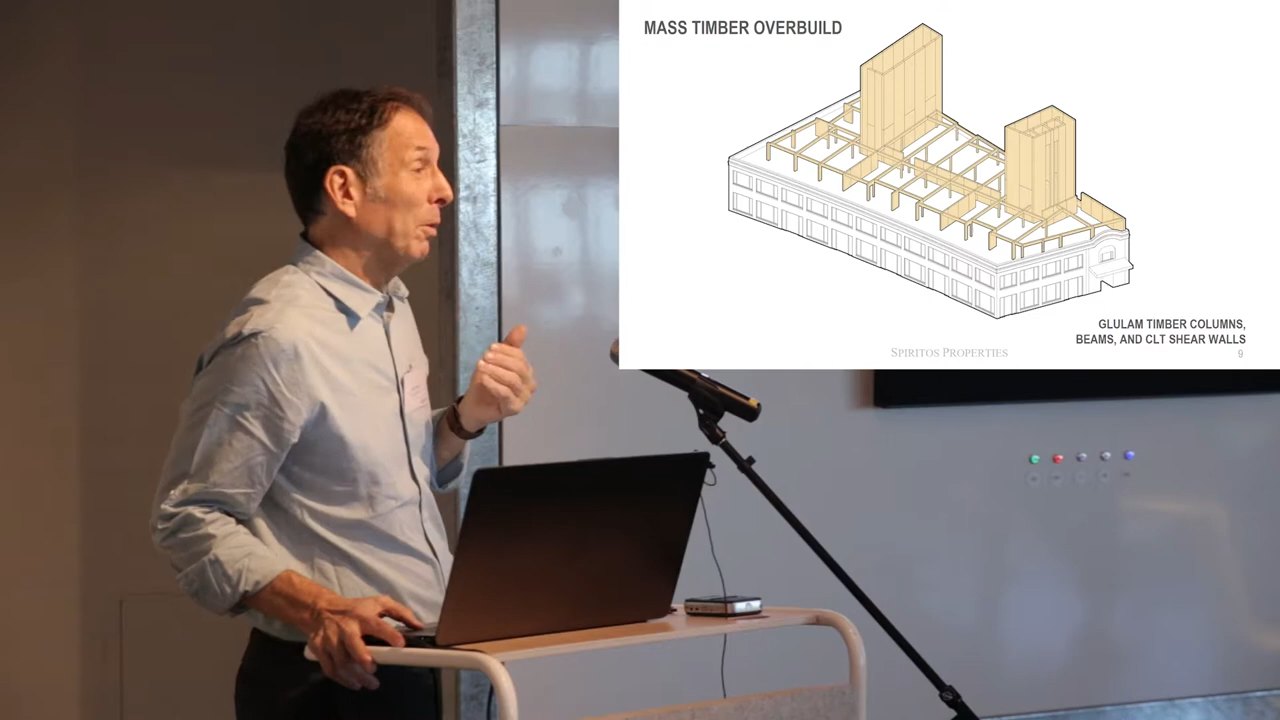 MASS TIMBER OVERBUILD
GLULAM TIMBER COLUMNS,
BEAMS, AND CLT SHEAR WALLS
SPIRITOS PROPERTIES
9